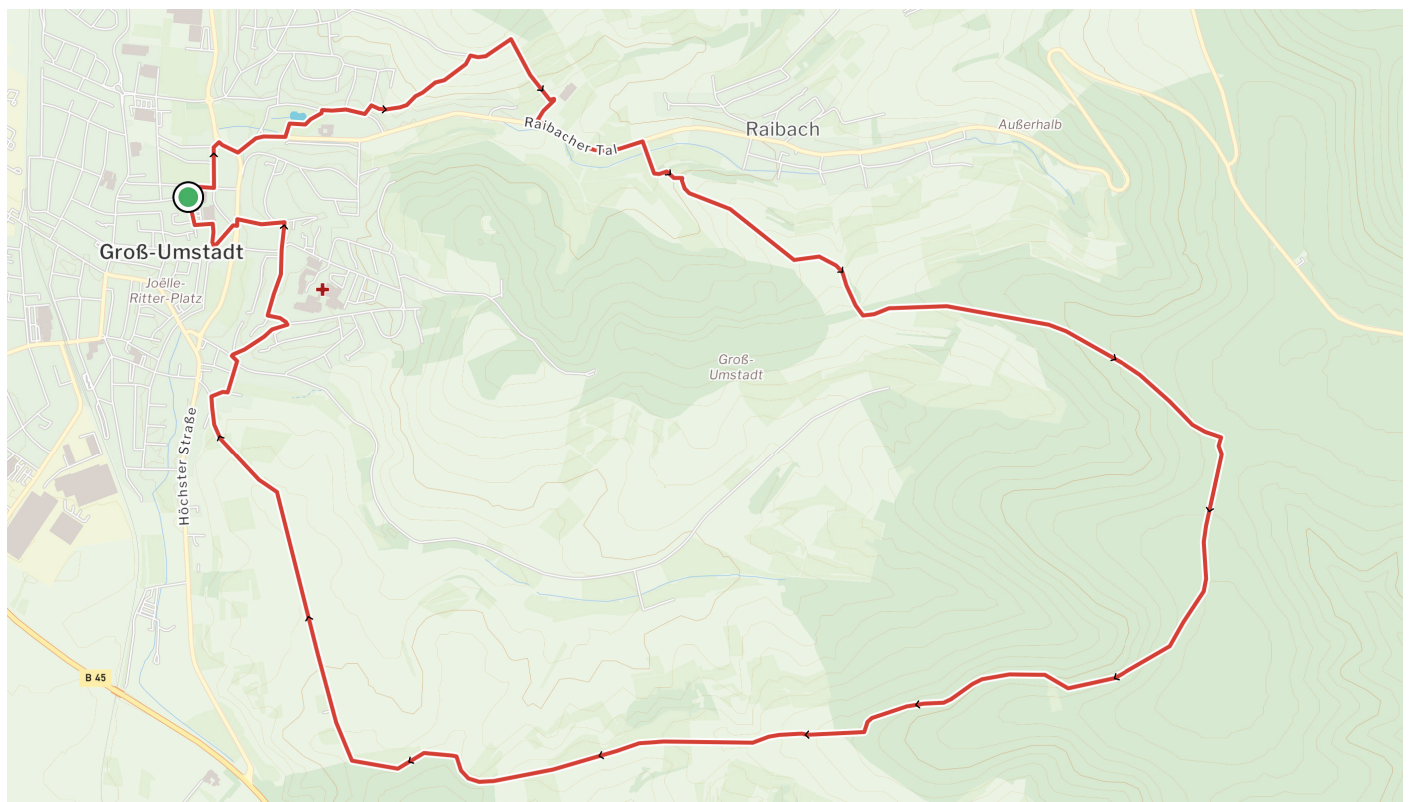 Raibacher Tal
Raibach
Außerhalb
Groß-Umstadt
Joëlle-
Ritter-Platz
Groß-
Umstadt
Höchster Straße
B 45